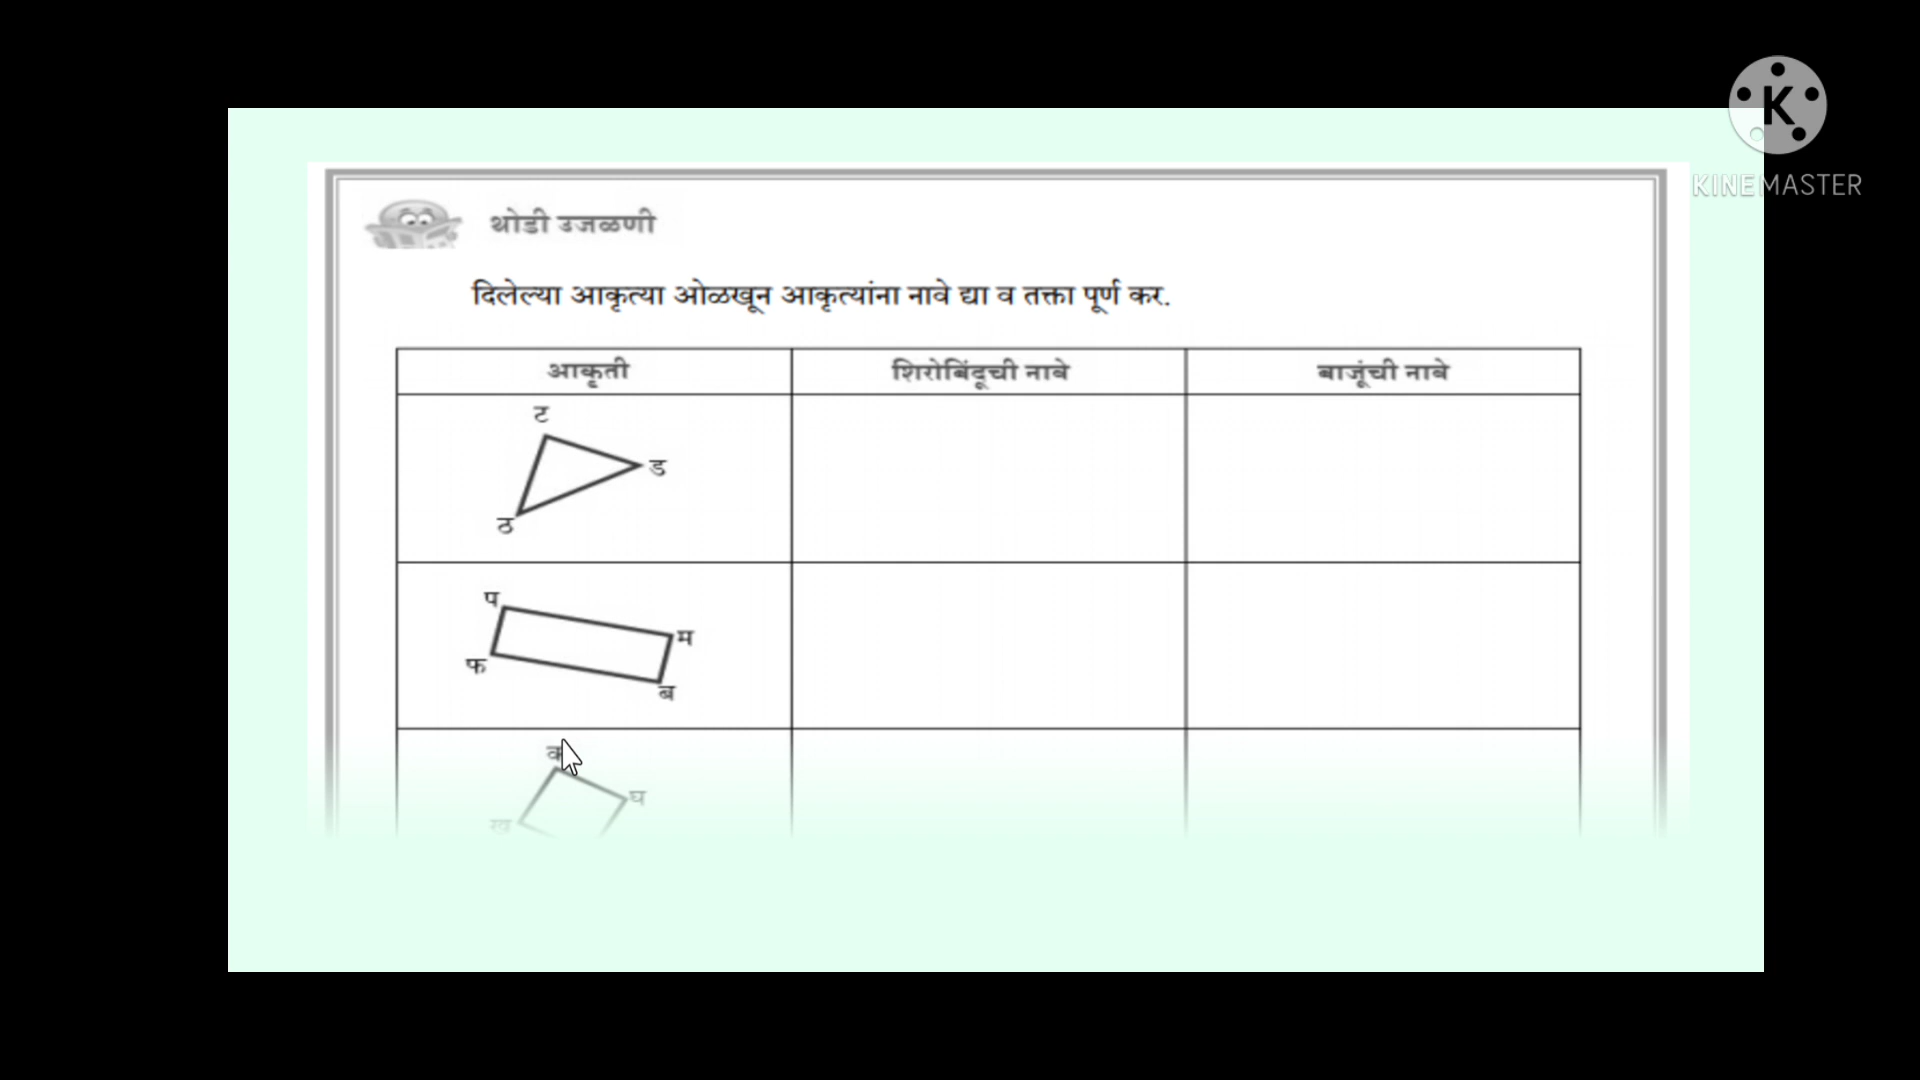 K
KINEMASTER
थोडी उजळणी
दिलेल्या आकृत्या ओळखून आकृत्यांना नावे द्या व तक्ता पूर्ण कर.
आकृती शिरोबिंदूची नावे बाजूंची नावे
ट
ड
ठ
प
म
फ
ब
क
घ
ख